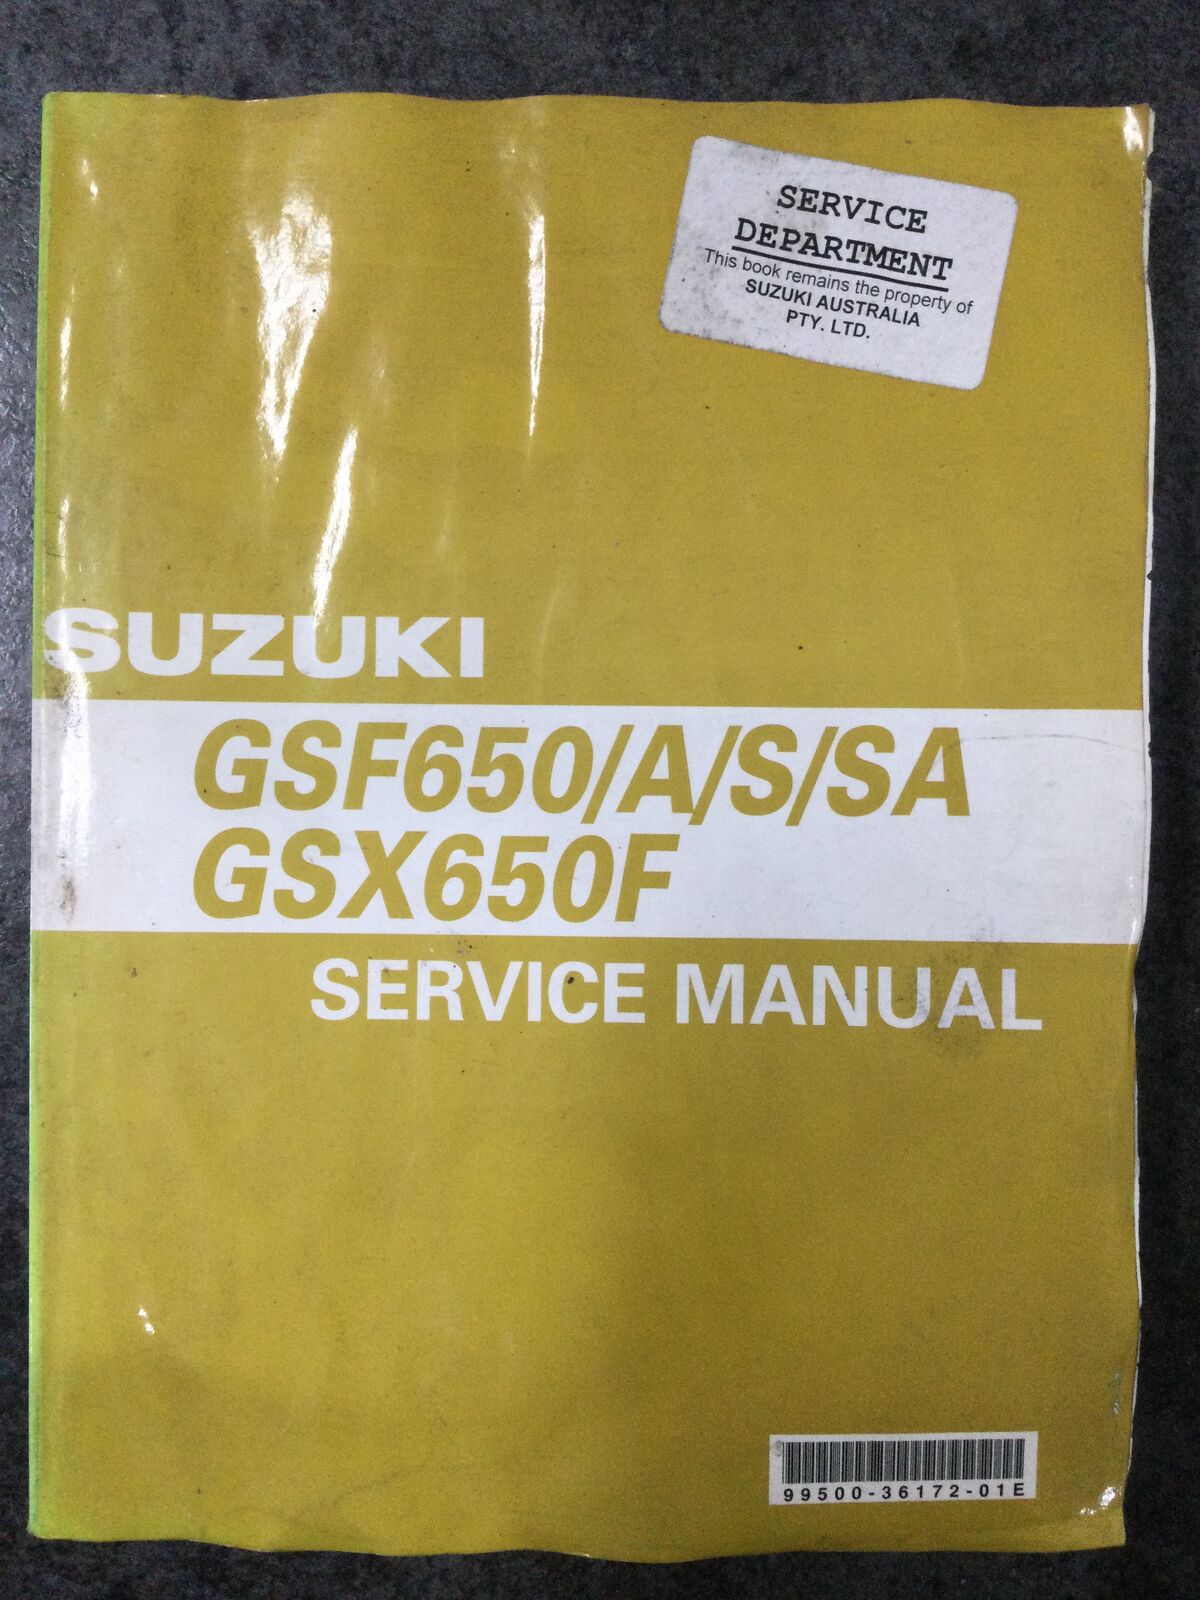 SERVICE
DEPARTMENT
This book remains the property of
SUZUKI AUSTRALIA
PTY. LTD.
SUZUKI
GSF650/A/S/SA
GSX650F
SERVICE MANUAL
99500-36172-01E